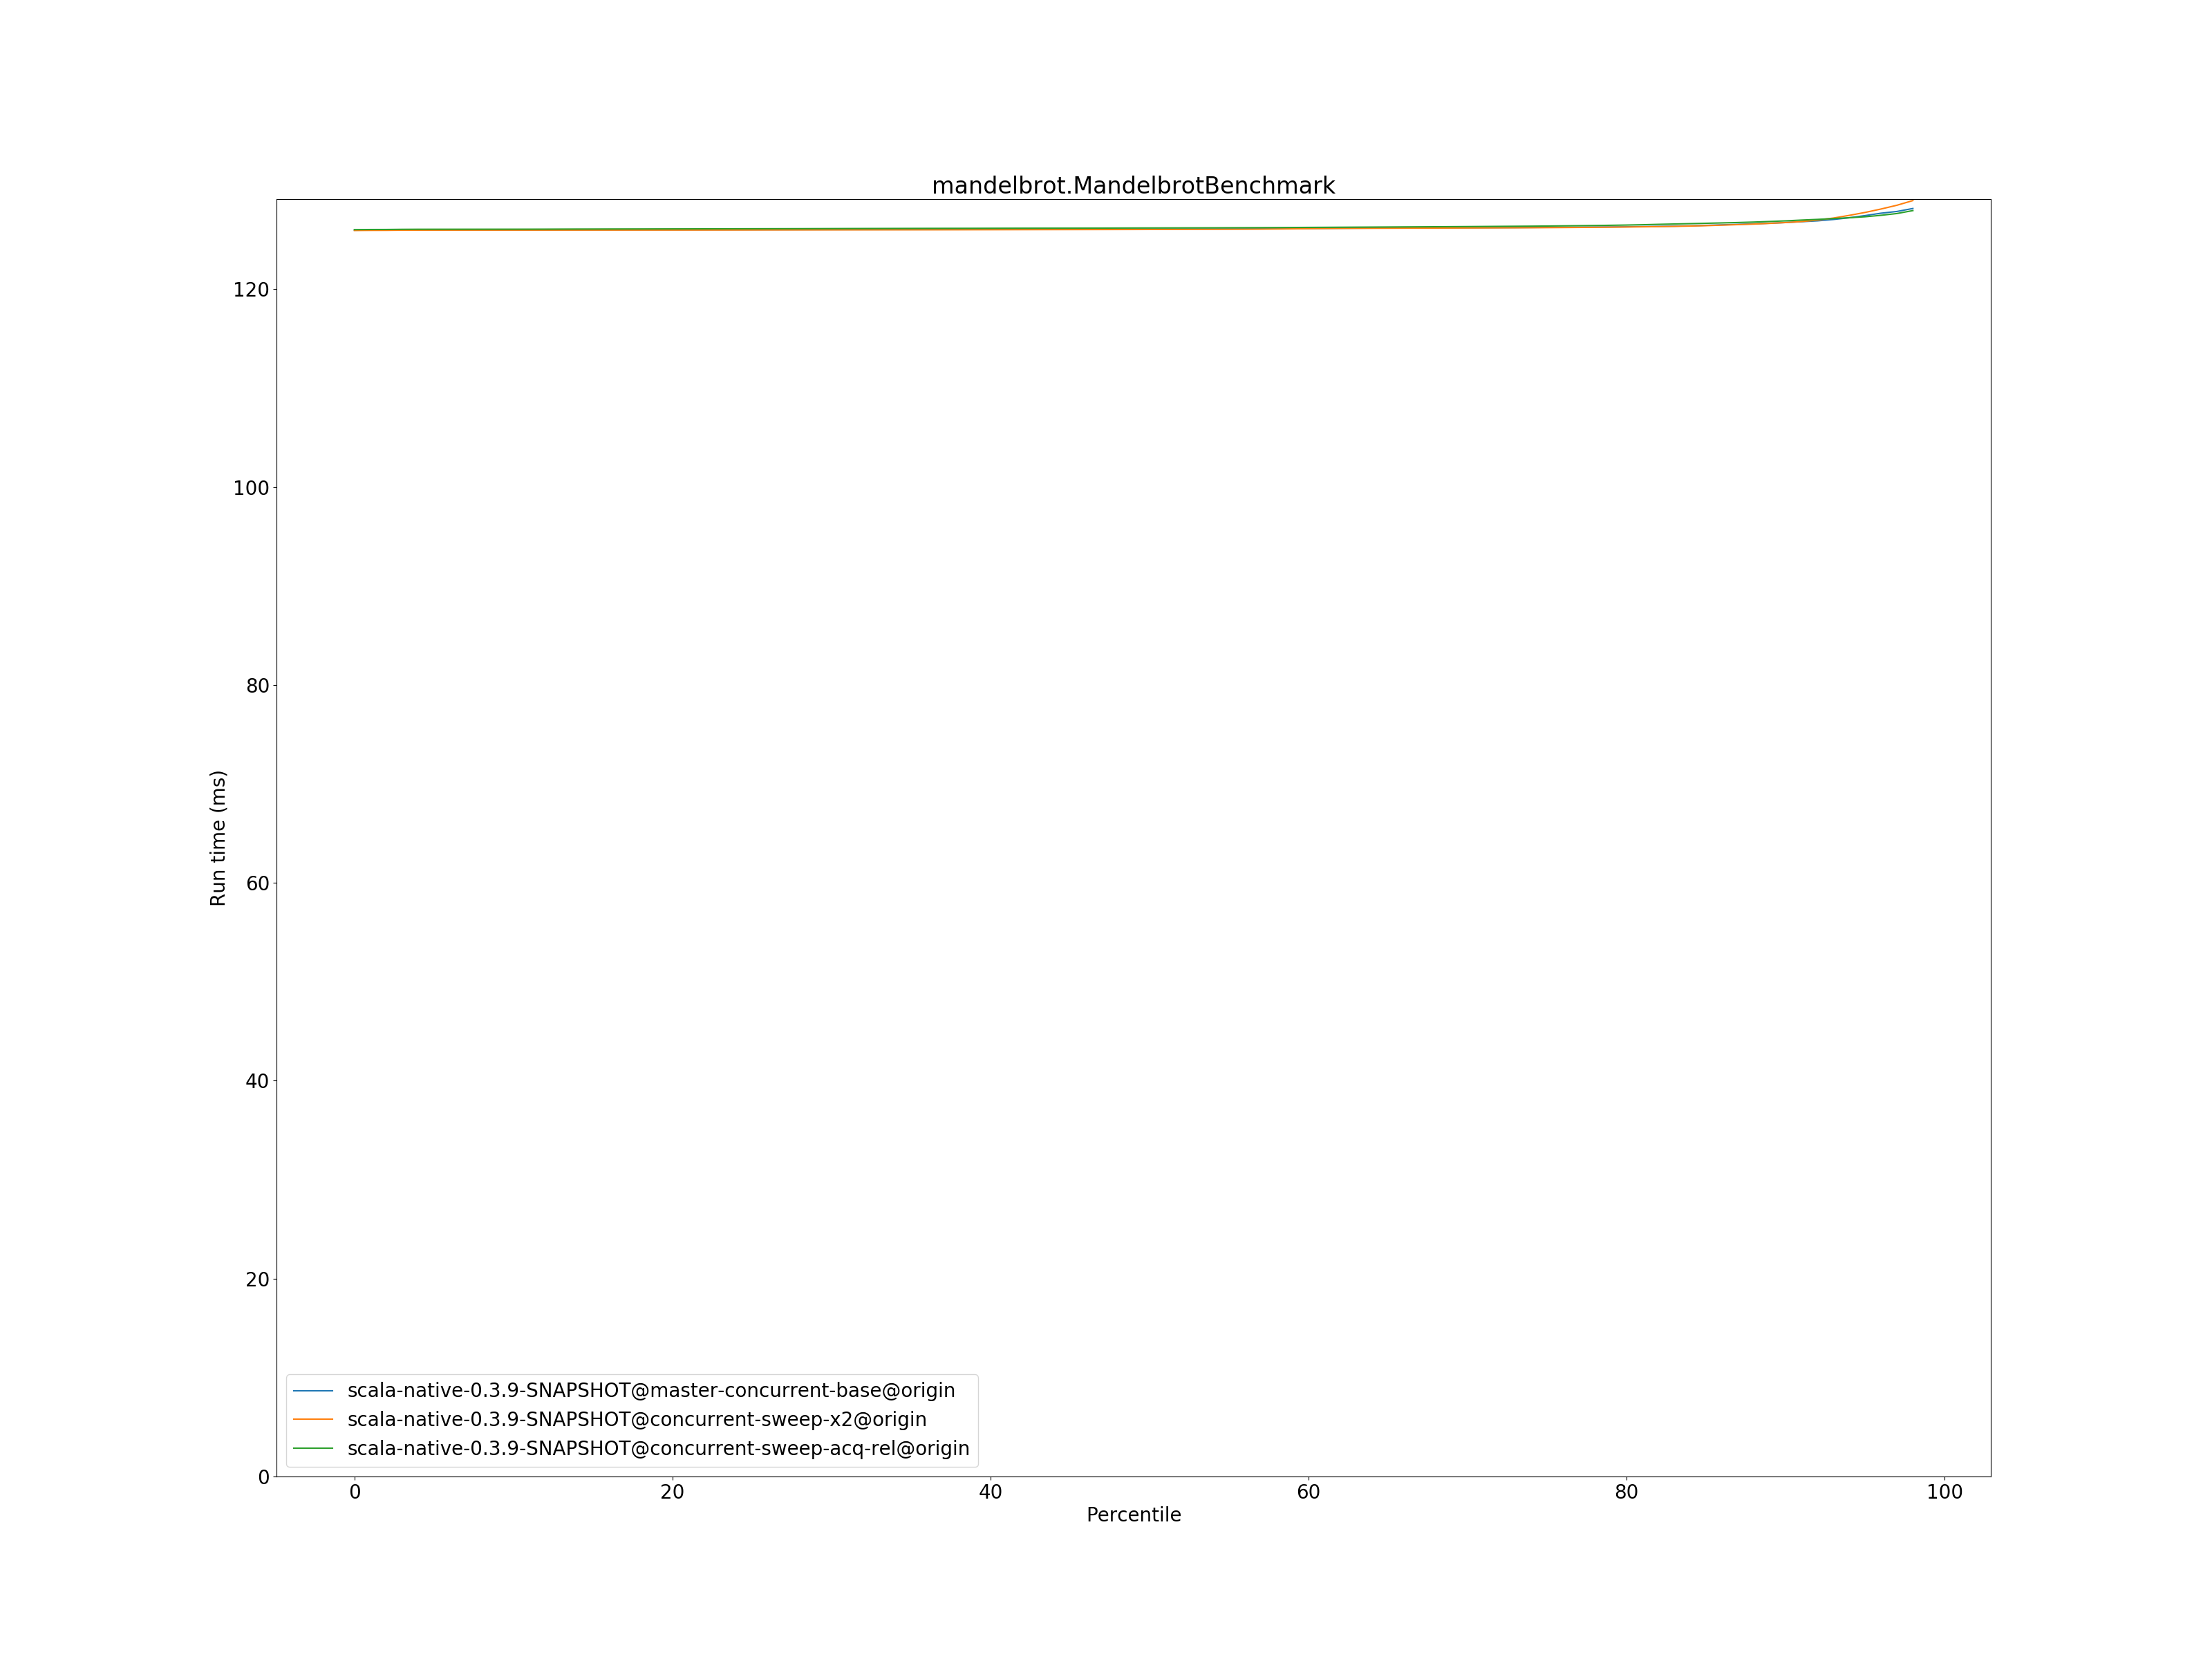 mandelbrot.MandelbrotBenchmark
120
100
80
60
40
20
0
Run time (ms)
scala-native-0.3.9-SNAPSHOT@master-concurrent-base@origin
scala-native-0.3.9-SNAPSHOT@concurrent-sweep-x2@origin
scala-native-0.3.9-SNAPSHOT@concurrent-sweep-acq-rel@origin
0 20 40 60 80 100
Percentile